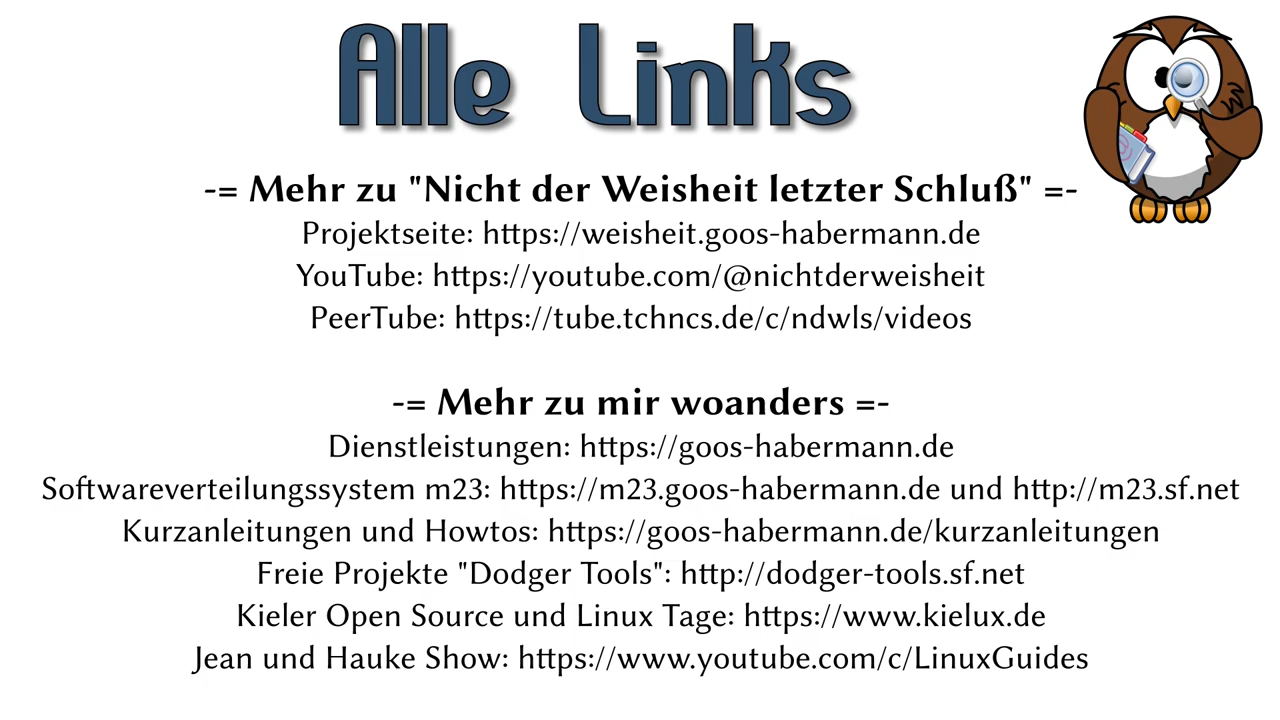 Alle Links
-= Mehr zu "Nicht der Weisheit letzter Schluß" =-
Projektseite: https://weisheit.goos-habermann.de
YouTube: https://youtube.com/@nichtderweisheit
PeerTube: https://tube.tchncs.de/c/ndwls/videos
-= Mehr zu mir woanders =-
Dienstleistungen: https://goos-habermann.de
Softwareverteilungssystem m23: https://m23.goos-habermann.de und http://m23.sf.net
Kurzanleitungen und Howtos: https://goos-habermann.de/kurzanleitungen
Freie Projekte "Dodger Tools": http://dodger-tools.sf.net
Kieler Open Source und Linux Tage: https://www.kielux.de
Jean und Hauke Show: https://www.youtube.com/c/LinuxGuides